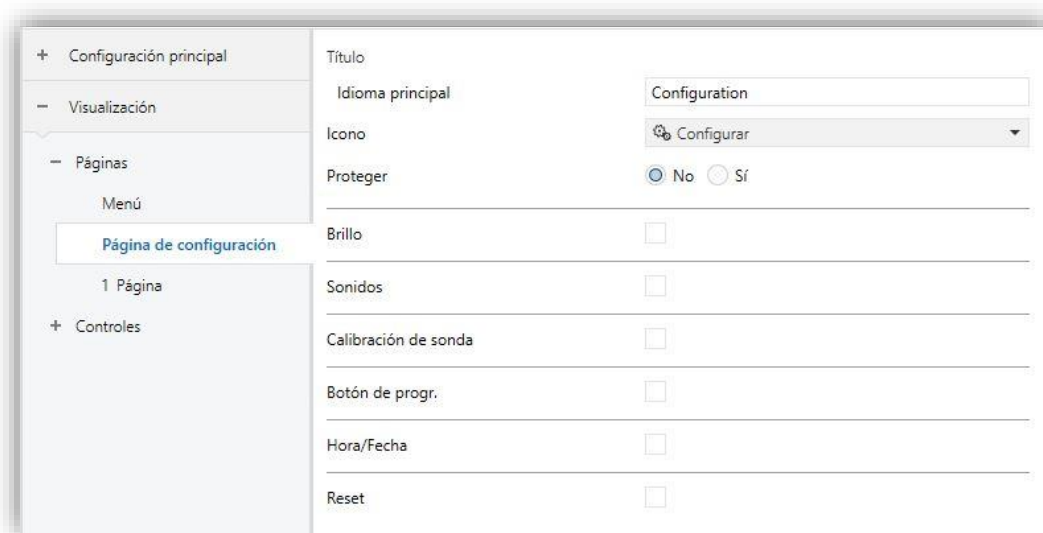 + Configuración principal
− Visualización
− Páginas
Menú
Página de configuración
1 Página
+ Controles
Título
Idioma principal Configuration
Icono Configurar
Proteger No Sí
Brillo
Sonidos
Calibración de sonda
Botón de progr.
Hora/Fecha
Reset